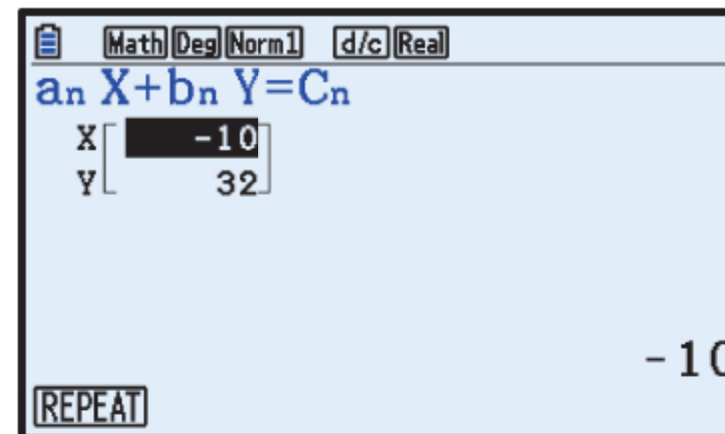 Math Deg Norm1 d/c Real
an X+bn Y=Cn
X -10
Y 32
-10
REPEAT